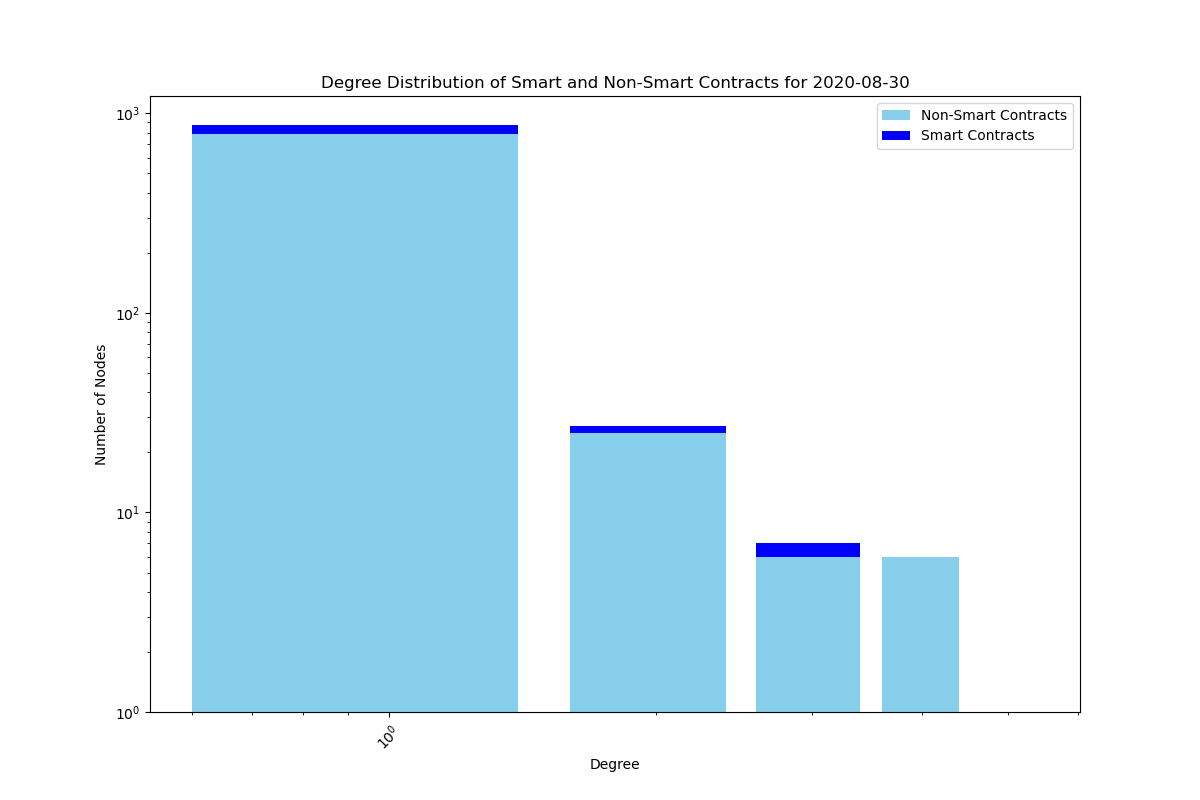 Degree Distribution of Smart and Non-Smart Contracts for 2020-08-30
Non-Smart Contracts
Smart Contracts
10³
10²
10¹
10⁰
Number of Nodes
10⁰
Degree